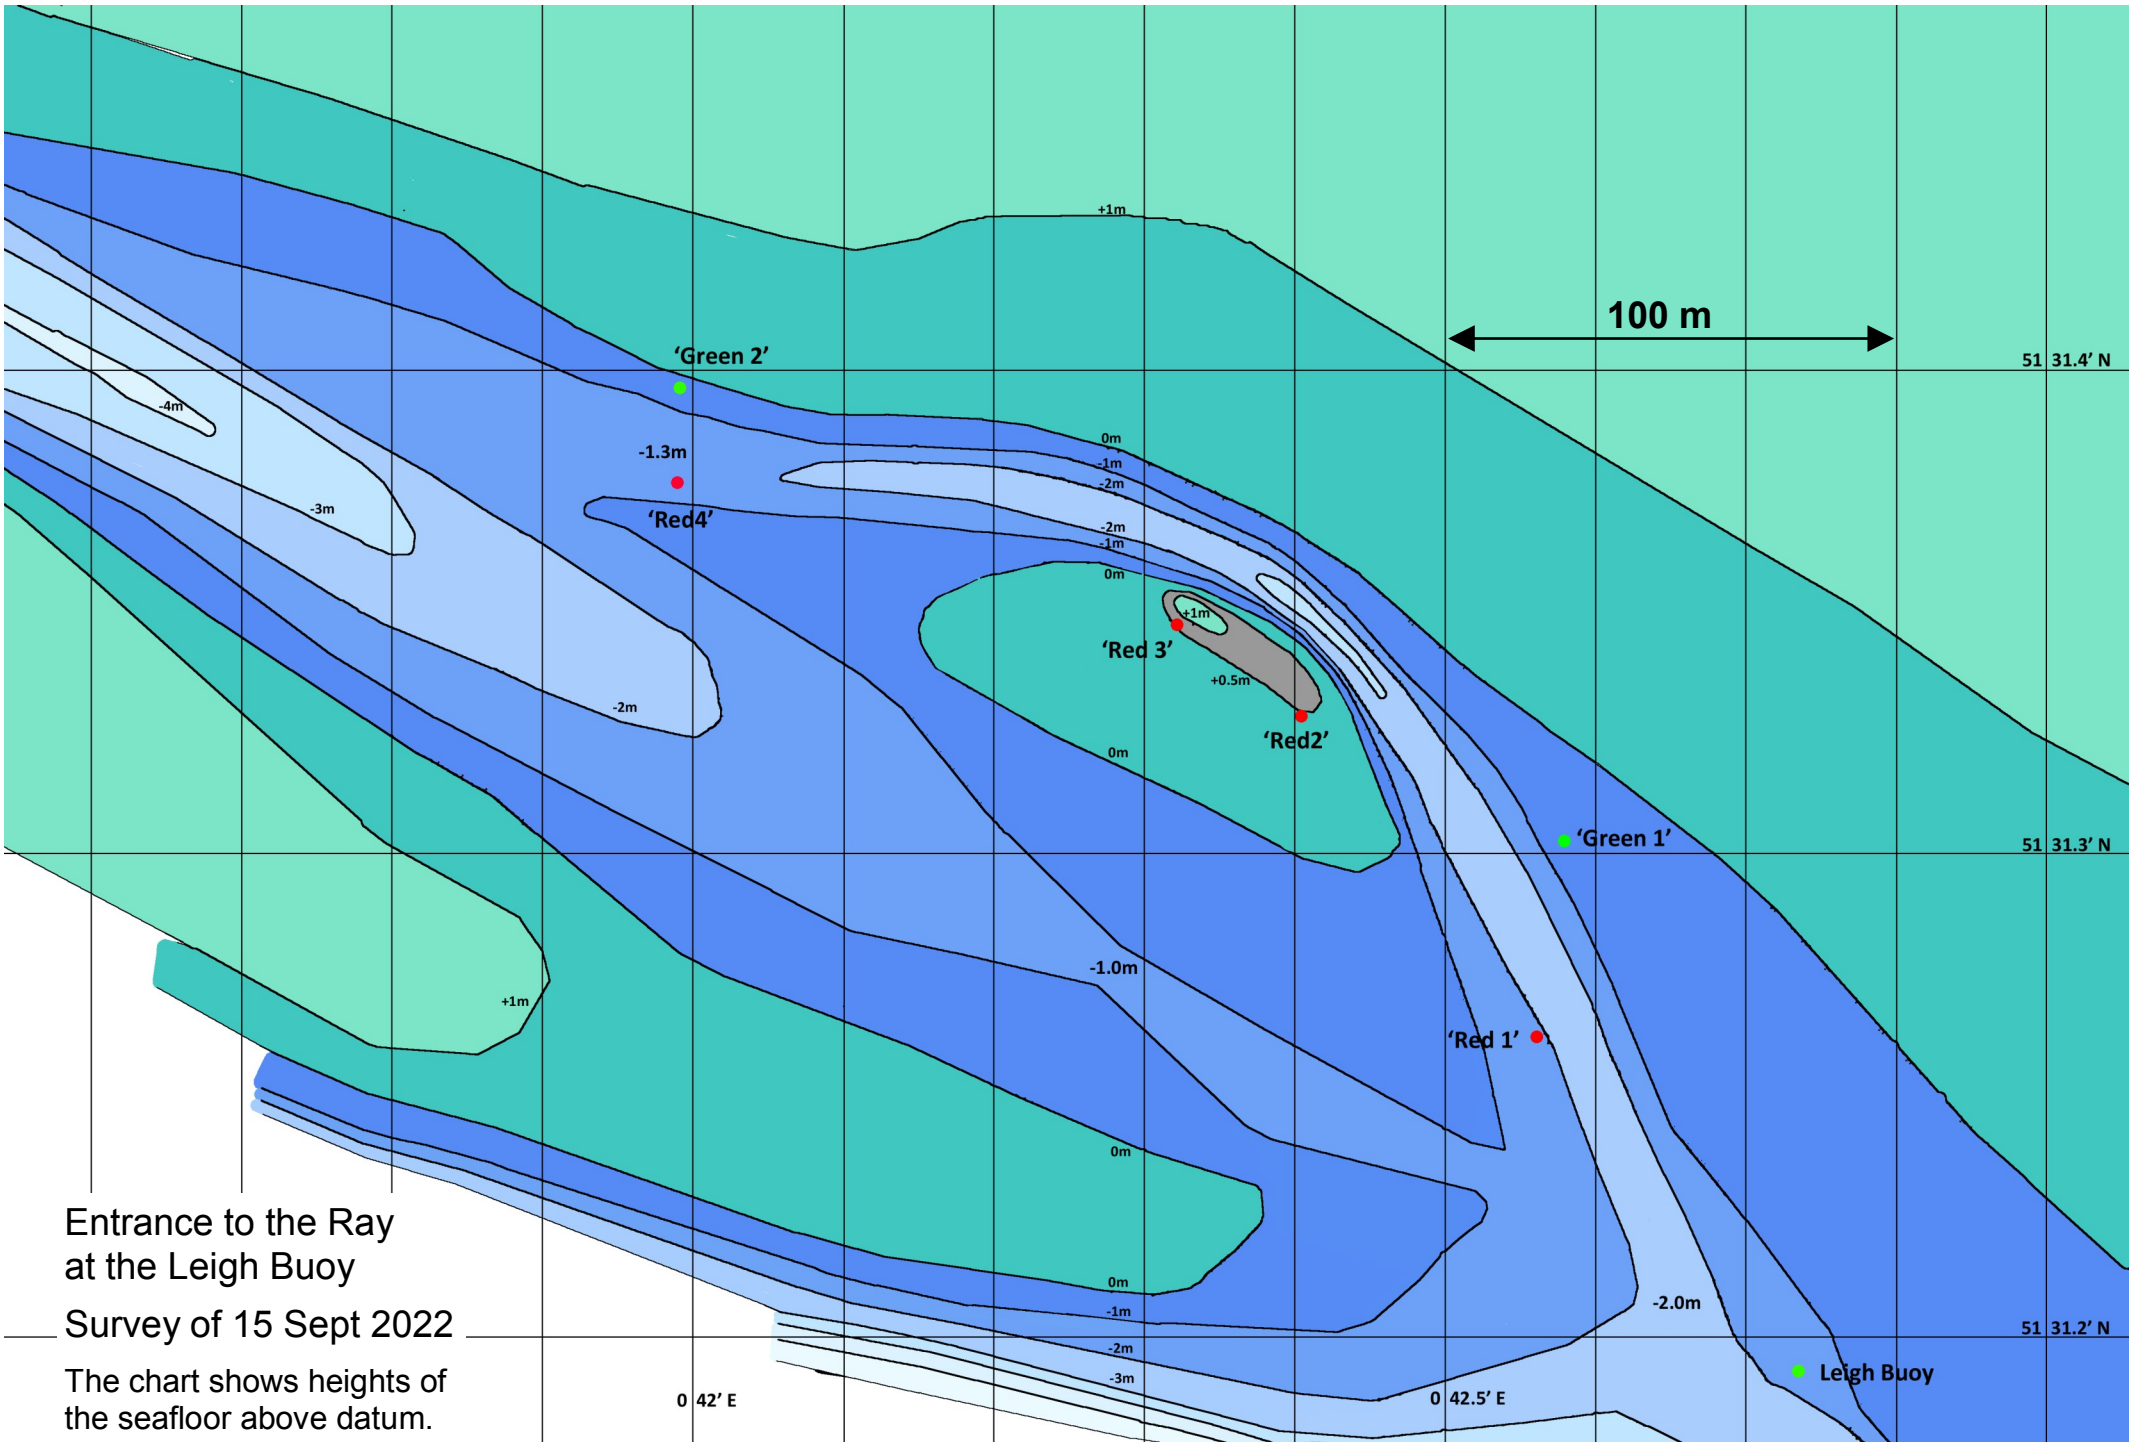 +1m
100 m
‘Green 2’
51 31.4’ N
-4m
0m
-1.3m
-1m
-2m
-3m
‘Red4’
-2m
-1m
0m
+1m
‘Red 3’
+0.5m
-2m
‘Red2’
0m
‘Green 1’
51 31.3’ N
-1.0m
+1m
‘Red 1’
0m
Entrance to the Ray
at the Leigh Buoy
0m
-2.0m
-1m
Survey of 15 Sept 2022
51 31.2’ N
-2m
-3m
Leigh Buoy
The chart shows heights of
the seafloor above datum.
0 42’ E
0 42.5’ E